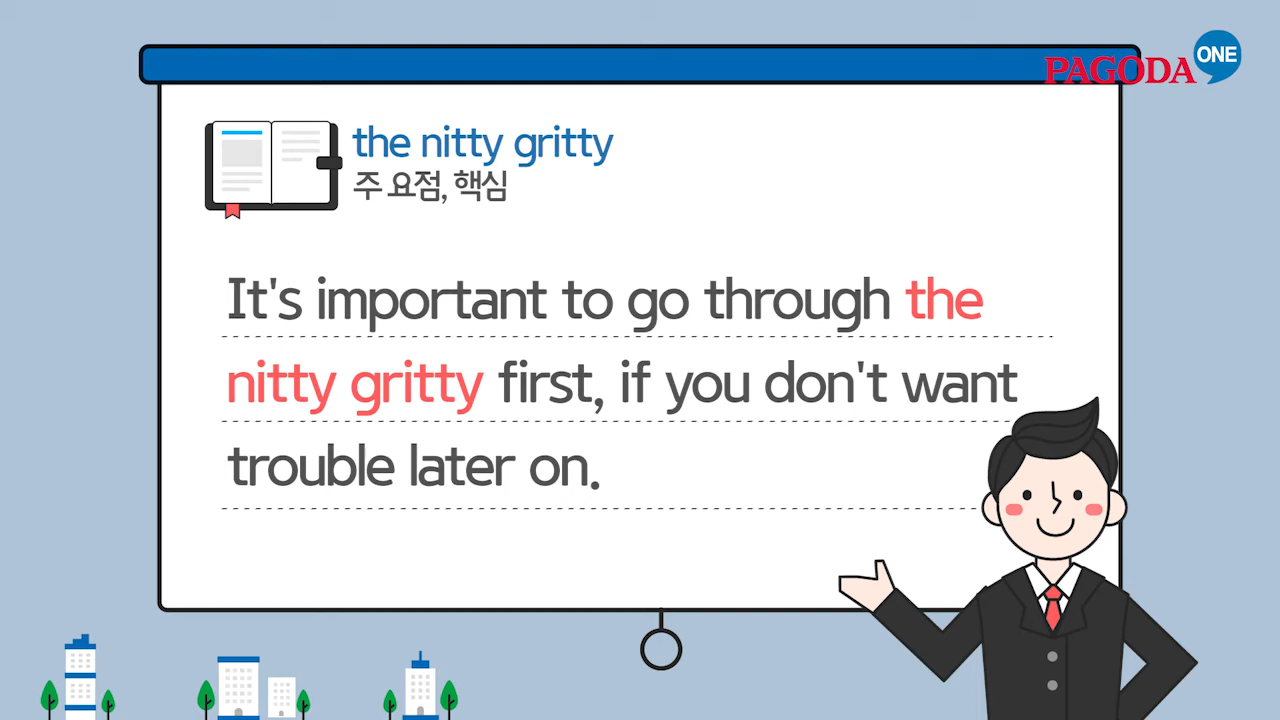 PAGODA ONE
the nitty gritty
주 요점, 핵심
It's important to go through the
nitty gritty first, if you don't want
trouble later on.